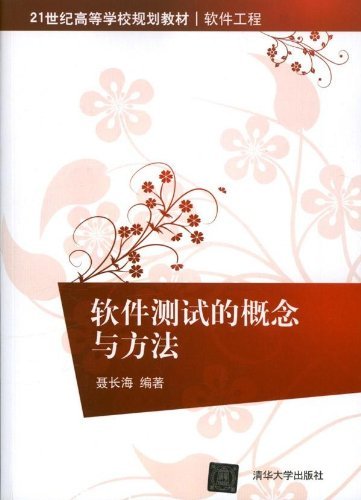 21世纪高等学校规划教材 | 软件工程
软件测试的概念
与方法
聂长海 编著
清华大学出版社